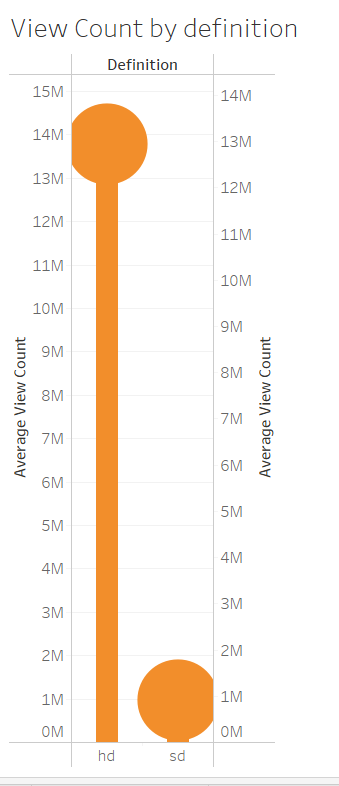 View Count by definition
Definition
15M
14M
13M
12M
11M
10M
9M
8M
7M
6M
5M
4M
3M
2M
1M
0M
Average View Count
14M
13M
12M
11M
10M
9M
8M
7M
6M
5M
4M
3M
2M
1M
0M
Average View Count
hd sd